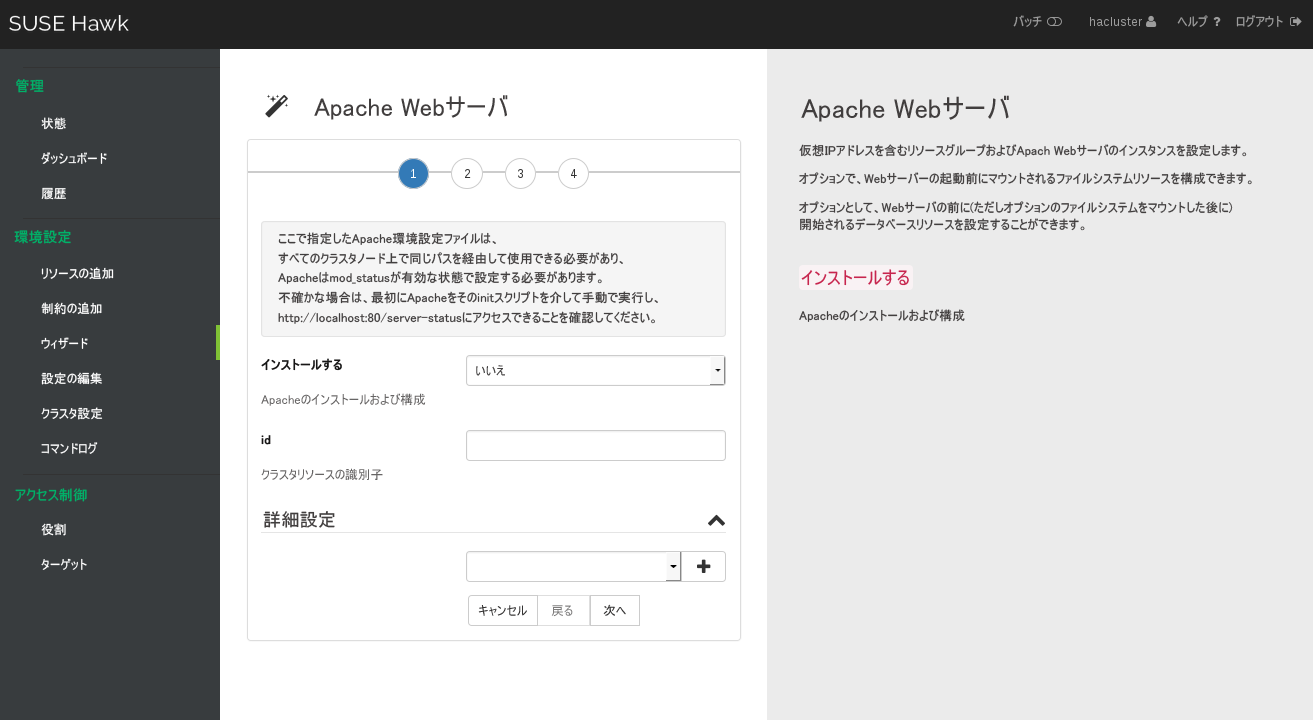 SUSE Hawk
バッチ
hacluster
ヘルプ ?
ログアウト
管理
状態
ダッシュボード
履歴
環境設定
リソースの追加
制約の追加
ウィザード
設定の編集
クラスタ設定
コマンドログ
アクセス制御
役割
ターゲット
Apache Webサーバ
1 2 3 4
ここで指定したApache環境設定ファイルは、
すべてのクラスタノード上で同じパスを経由して使用できる必要があり、
Apacheはmod_statusが有効な状態で設定する必要があります。
不確かな場合は、最初にApacheをそのinitスクリプトを介して手動で実行し、
http://localhost:80/server-statusにアクセスできることを確認してください。
インストールする
いいえ
Apacheのインストールおよび構成
id
クラスタリソースの識別子
詳細設定
キャンセル 戻る 次へ
Apache Webサーバ
仮想IPアドレスを含むリソースグループおよびApach Webサーバのインスタンスを設定します。
オプションで、Webサーバーの起動前にマウントされるファイルシステムリソースを構成できます。
オプションとして、Webサーバの前に(ただしオプションのファイルシステムをマウントした後に)
開始されるデータベースリソースを設定することができます。
インストールする
Apacheのインストールおよび構成